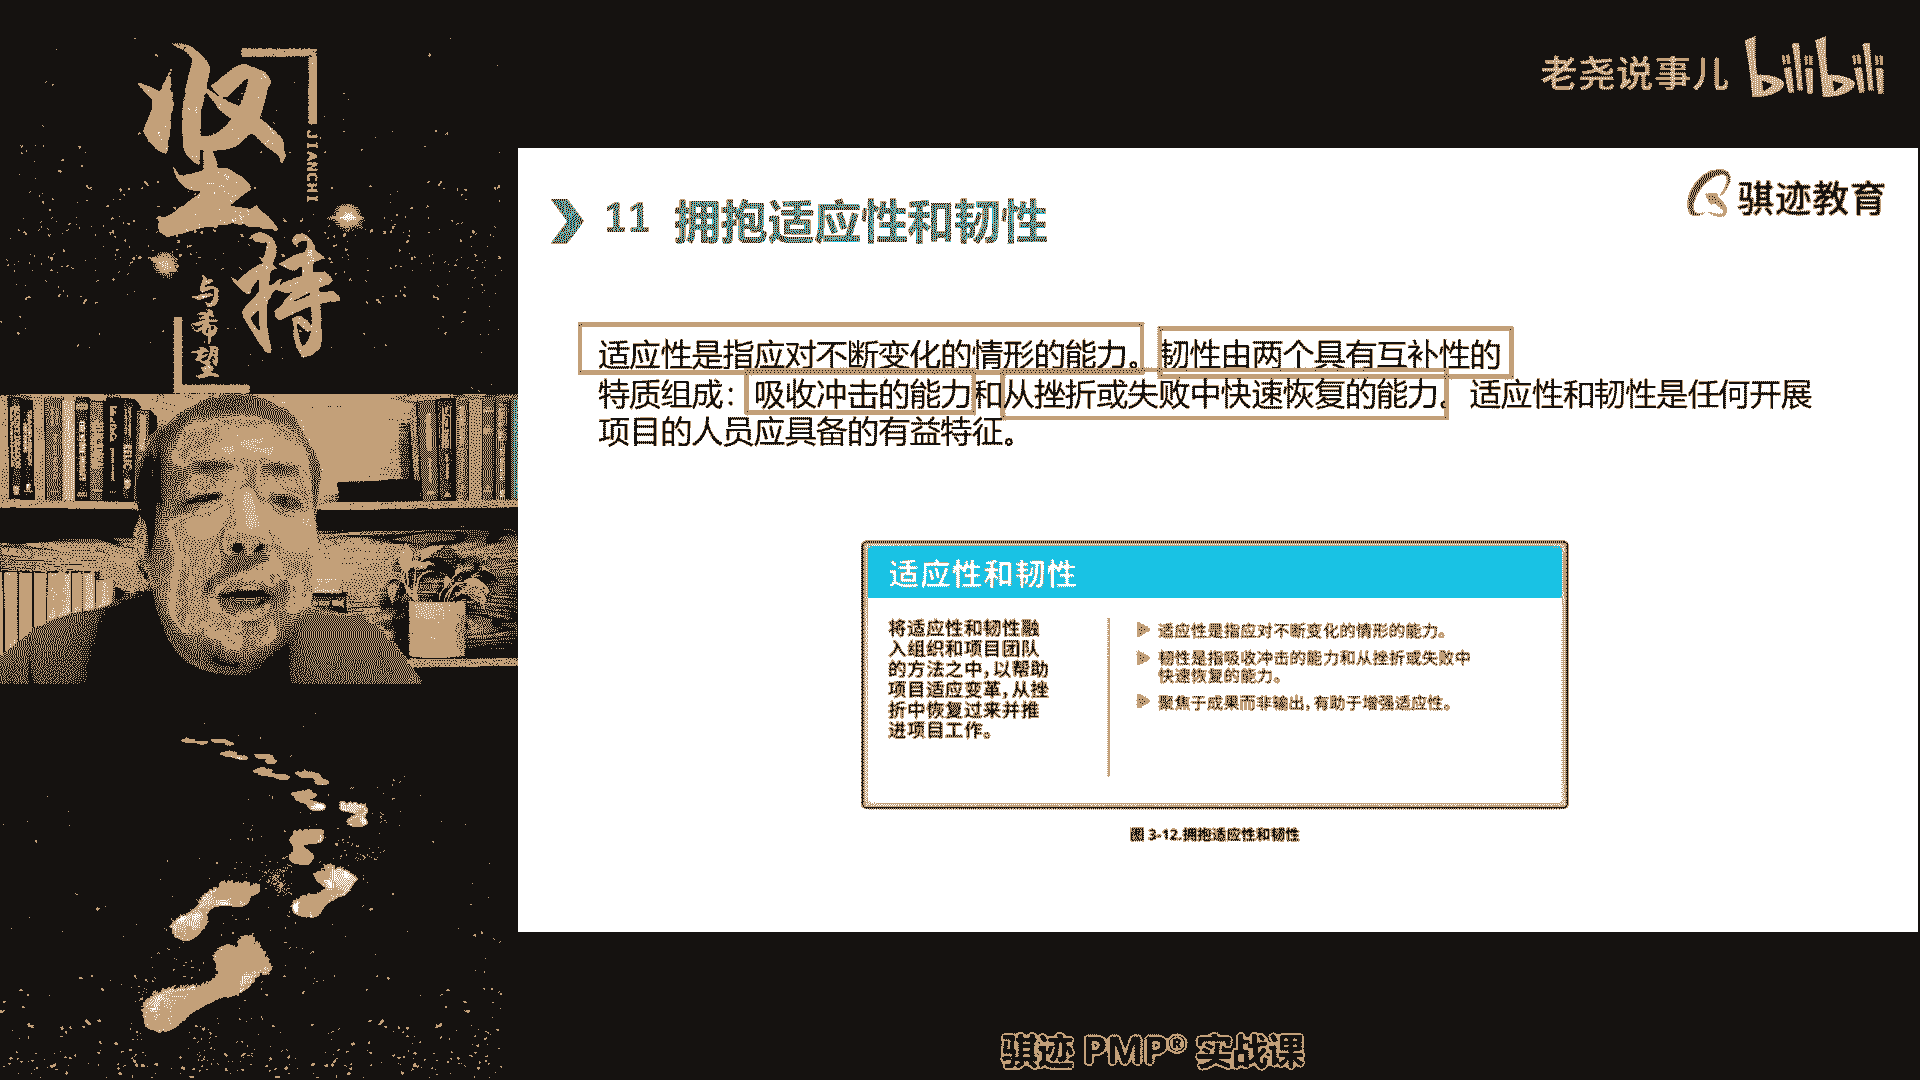 坚持
JIANCHI
与希望
老尧说事儿 bilibili
骐迹教育
11 拥抱适应性和韧性
适应性是指应对不断变化的情形的能力。韧性由两个具有互补性的
特质组成：吸收冲击的能力和从挫折或失败中快速恢复的能力。适应性和韧性是任何开展
项目的人员应具备的有益特征。
适应性和韧性
将适应性和韧性融
入组织和项目团队
的方法之中，以帮助
项目适应变革，从挫
折中恢复过来并推
进项目工作。
适应性是指应对不断变化的情形的能力。
韧性是指吸收冲击的能力和从挫折或失败中
快速恢复的能力。
聚焦于成果而非输出，有助于增强适应性。
图 3-12.拥抱适应性和韧性
骐迹 PMP® 实战课